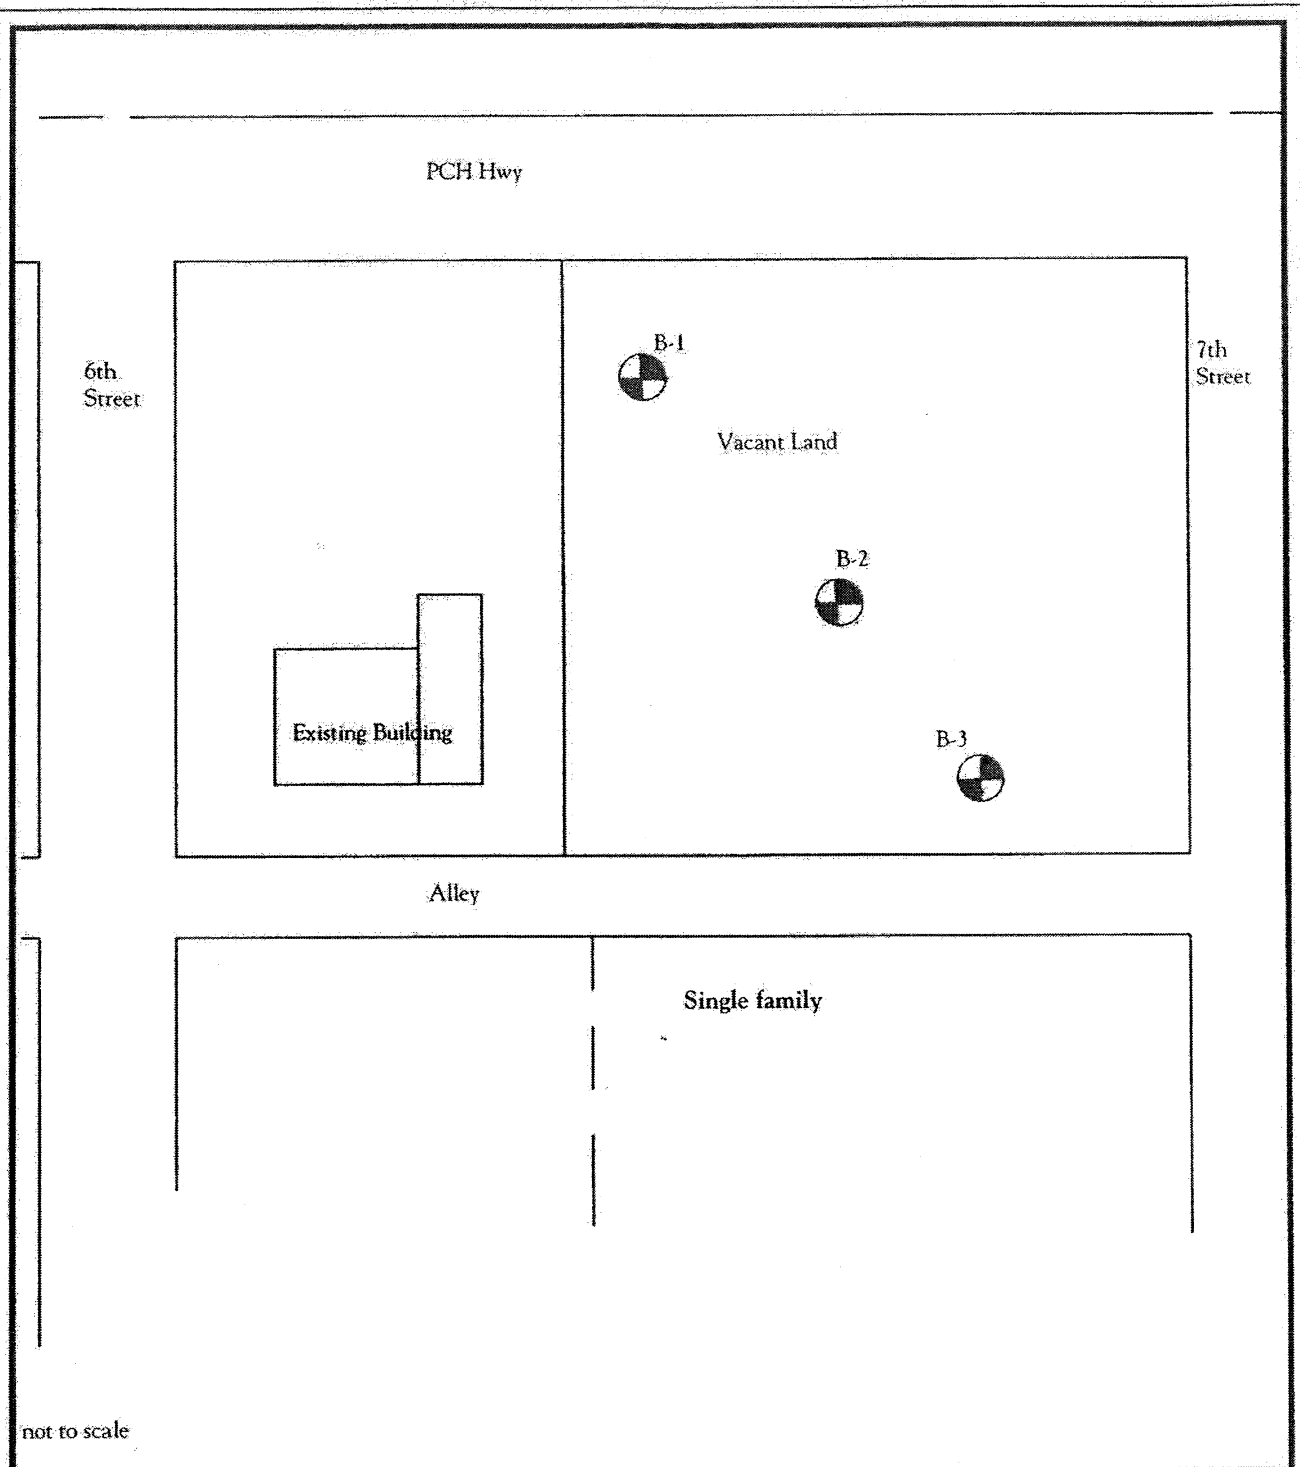 PCH Hwy
B-1
6th
Street
7th
Street
Vacant Land
B-2
Existing Building
B-3
Alley
Single family
not to scale